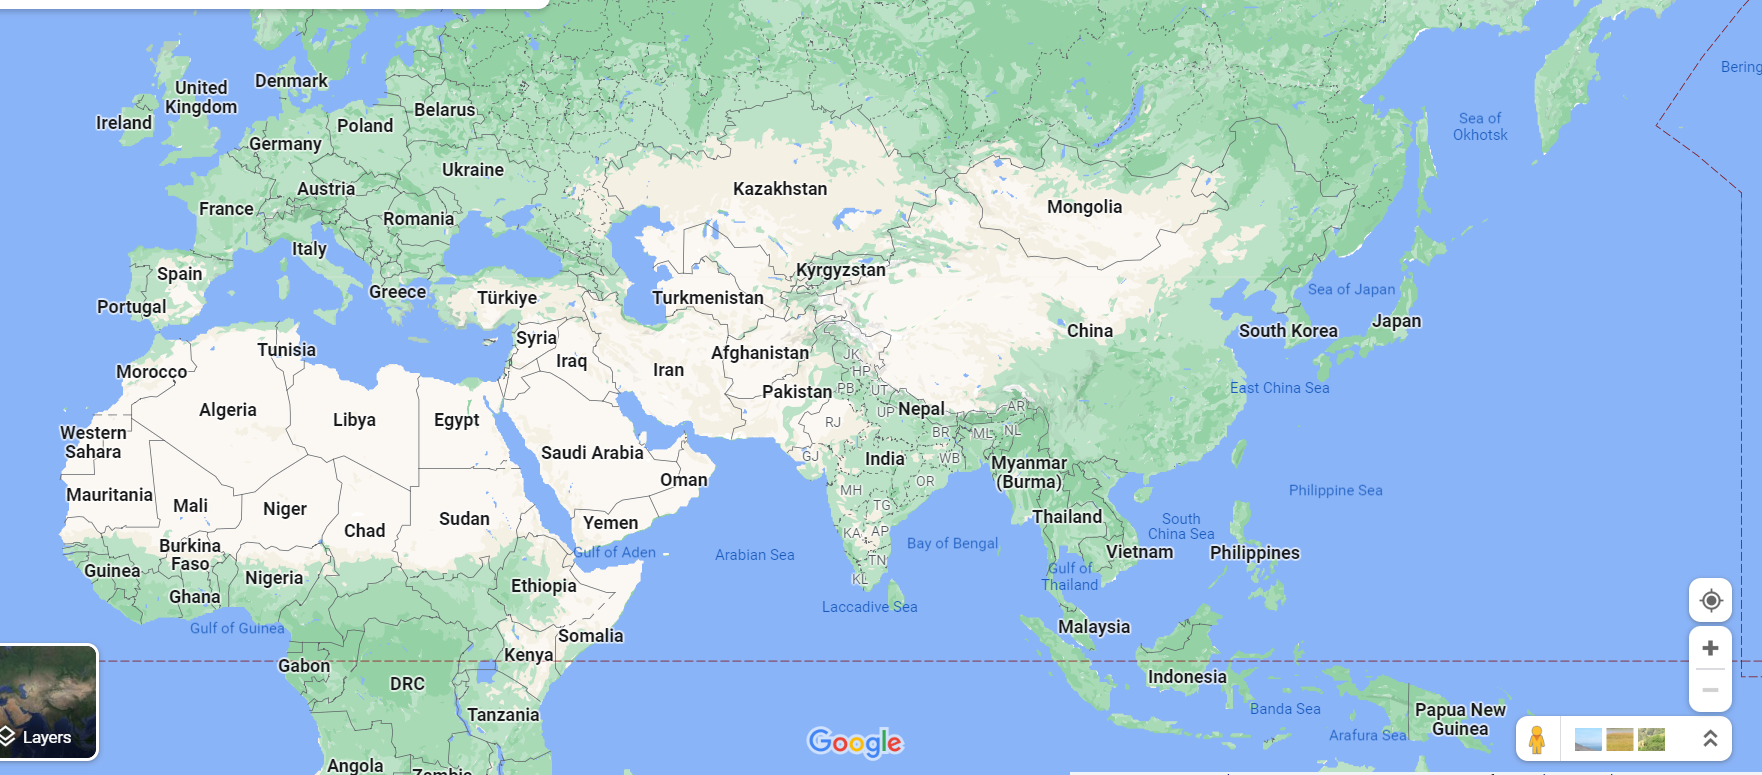 Bering
Denmark
United
Kingdom
Belarus
Sea of
Okhotsk
Ireland
Poland
Germany
Ukraine
Austria
Kazakhstan
France
Mongolia
Romania
Italy
Kyrgyzstan
Spain
Greece
Türkiye
Turkmenistan
Sea of Japan
Portugal
Japan
South Korea
China
Syria
Tunisia
Afghanistan
JK
Iraq
Iran
Morocco
HP
Pakistan
PB
UT
East China Sea
Algeria
Libya
Egypt
UP
Nepal
AR
RJ
Western
Sahara
BR
ML
NL
Saudi Arabia
GJ
India
WB
Myanmar
(Burma)
Oman
OR
Mauritania
MH
Philippine Sea
Mali
Niger
TG
Sudan
Yemen
Thailand
South
China Sea
Chad
KA
AP
Burkina
Faso
Gulf of Aden
Arabian Sea
Bay of Bengal
Vietnam
Philippines
Guinea
Nigeria
Ethiopia
TN
KL
Gulf of
Thailand
Ghana
Laccadive Sea
Gulf of Guinea
Somalia
Malaysia
Kenya
Gabon
DRC
Indonesia
Tanzania
Banda Sea
Papua New
Guinea
Layers
Google
Arafura Sea
Angola
Zambia